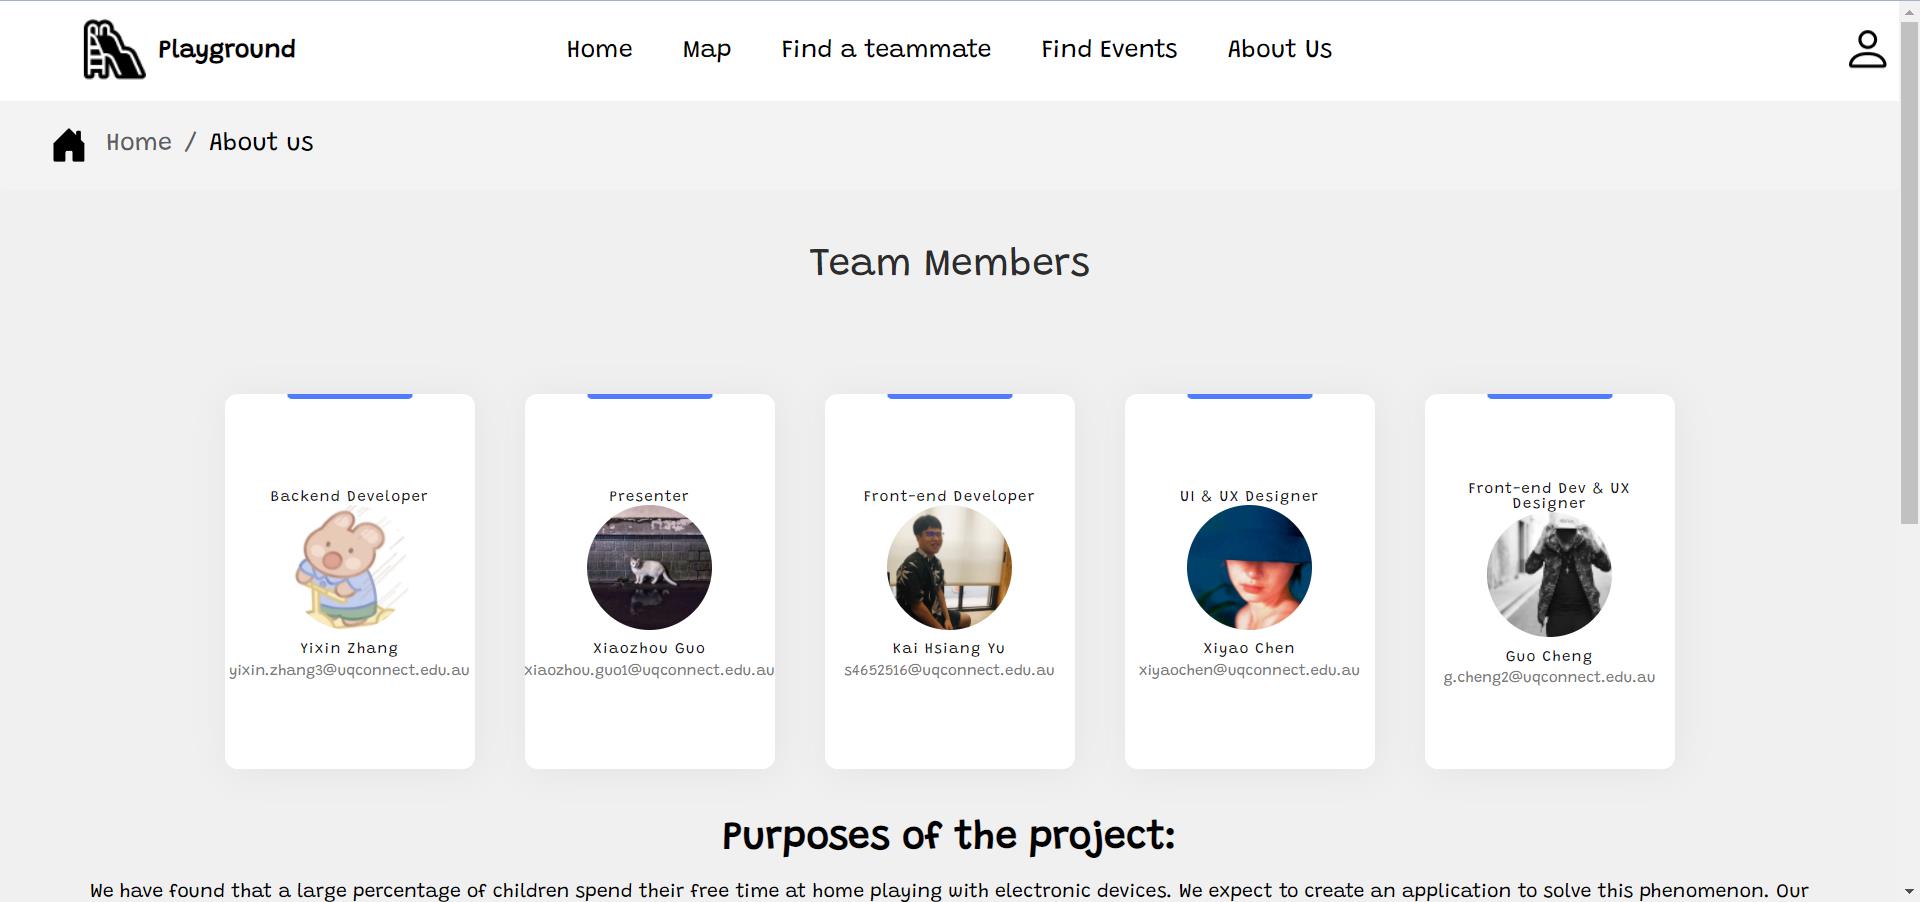 Playground
Home Map Find a teammate Find Events About Us
Home / About us
Team Members
Backend Developer
Yixin Zhang
yixin.zhang3@uqconnect.edu.au
Presenter
Xiaozhou Guo
xiaozhou.guo1@uqconnect.edu.au
Front-end Developer
Kai Hsiang Yu
s4652516@uqconnect.edu.au
UI & UX Designer
Xiyao Chen
xiyaochen@uqconnect.edu.au
Front-end Dev & UX
Designer
Guo Cheng
g.cheng2@uqconnect.edu.au
Purposes of the project:
We have found that a large percentage of children spend their free time at home playing with electronic devices. We expect to create an application to solve this phenomenon. Our